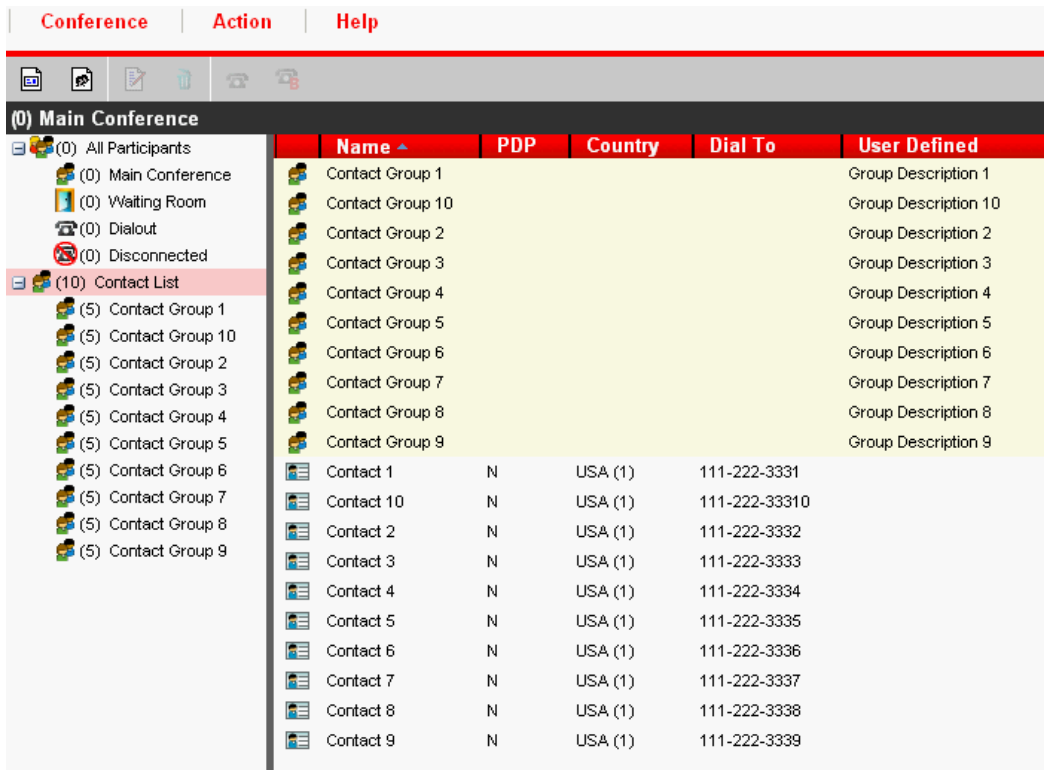 Conference Action Help
(0) Main Conference
(0) All Participants
(0) Main Conference
(0) Waiting Room
(0) Dialout
(0) Disconnected
(10) Contact List
(5) Contact Group 1
(5) Contact Group 10
(5) Contact Group 2
(5) Contact Group 3
(5) Contact Group 4
(5) Contact Group 5
(5) Contact Group 6
(5) Contact Group 7
(5) Contact Group 8
(5) Contact Group 9
Name PDP Country Dial To User Defined
Contact Group 1 Group Description 1
Contact Group 10 Group Description 10
Contact Group 2 Group Description 2
Contact Group 3 Group Description 3
Contact Group 4 Group Description 4
Contact Group 5 Group Description 5
Contact Group 6 Group Description 6
Contact Group 7 Group Description 7
Contact Group 8 Group Description 8
Contact Group 9 Group Description 9
Contact 1 N USA (1) 111-222-3331
Contact 10 N USA (1) 111-222-33310
Contact 2 N USA (1) 111-222-3332
Contact 3 N USA (1) 111-222-3333
Contact 4 N USA (1) 111-222-3334
Contact 5 N USA (1) 111-222-3335
Contact 6 N USA (1) 111-222-3336
Contact 7 N USA (1) 111-222-3337
Contact 8 N USA (1) 111-222-3338
Contact 9 N USA (1) 111-222-3339